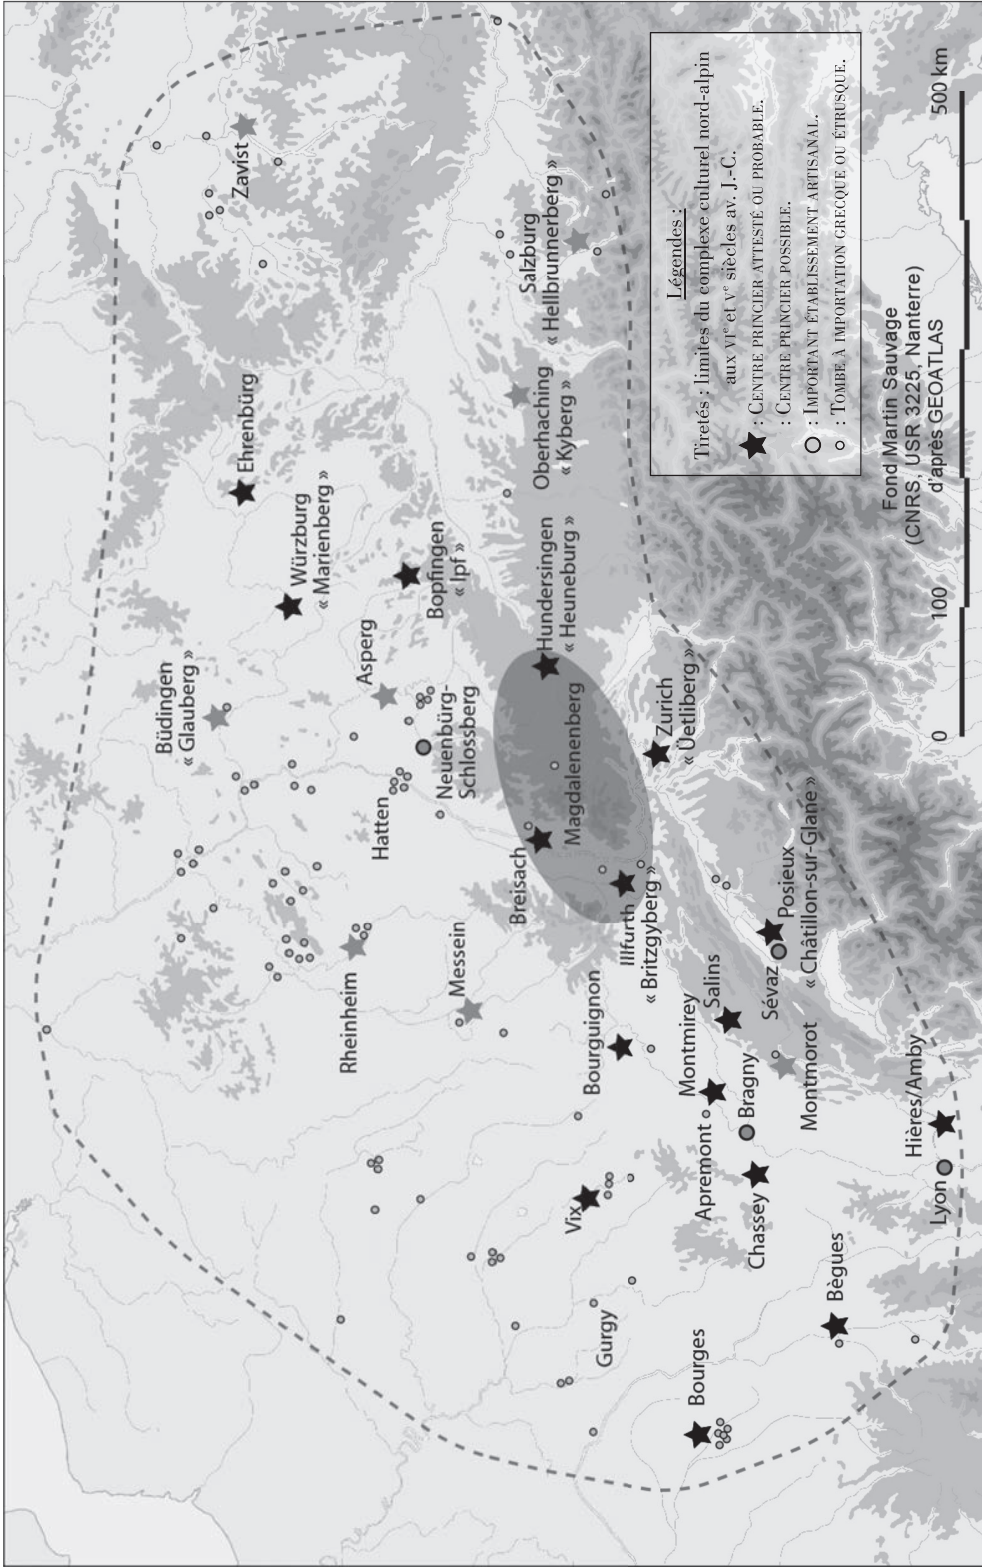 Zavist
Ehrenburg
Würzburg
« Marienberg »
Büdingen
« Glauberg »
Bopfingen
« Ipf »
Asperg
Neuenbürg-
Schlossberg
Hatten
Rheinheim
Messein
Salzburg
« Hellbrunnerberg »
Oberhaching
« Kyberg »
Hundersingen
« Heuneburg »
Magdalenenberg
Breisach
Illfurth
« Britzgyberg »
Zurich
« Üetliberg »
Bourguignon
Vix
Gurgy
Montmirey
Salins
Apremont
Bragny
Chassey
Sévaz
Posieux
« Châtillon-sur-Glane »
Montmorot
Bourges
Bègues
Hières/Amby
Lyon
Légendes :
Tiretés : limites du complexe culturel nord-alpin
aux VIe et Ve siècles av. J.-C.
: Centre princier attesté ou probable.
: Centre princier possible.
: Important établissement artisanal.
: Tombe à importation grecque ou étrusque.
Fond Martin Sauvage
(CNRS, USR 3225, Nanterre)
d'après GEOATLAS
0 100 500 km